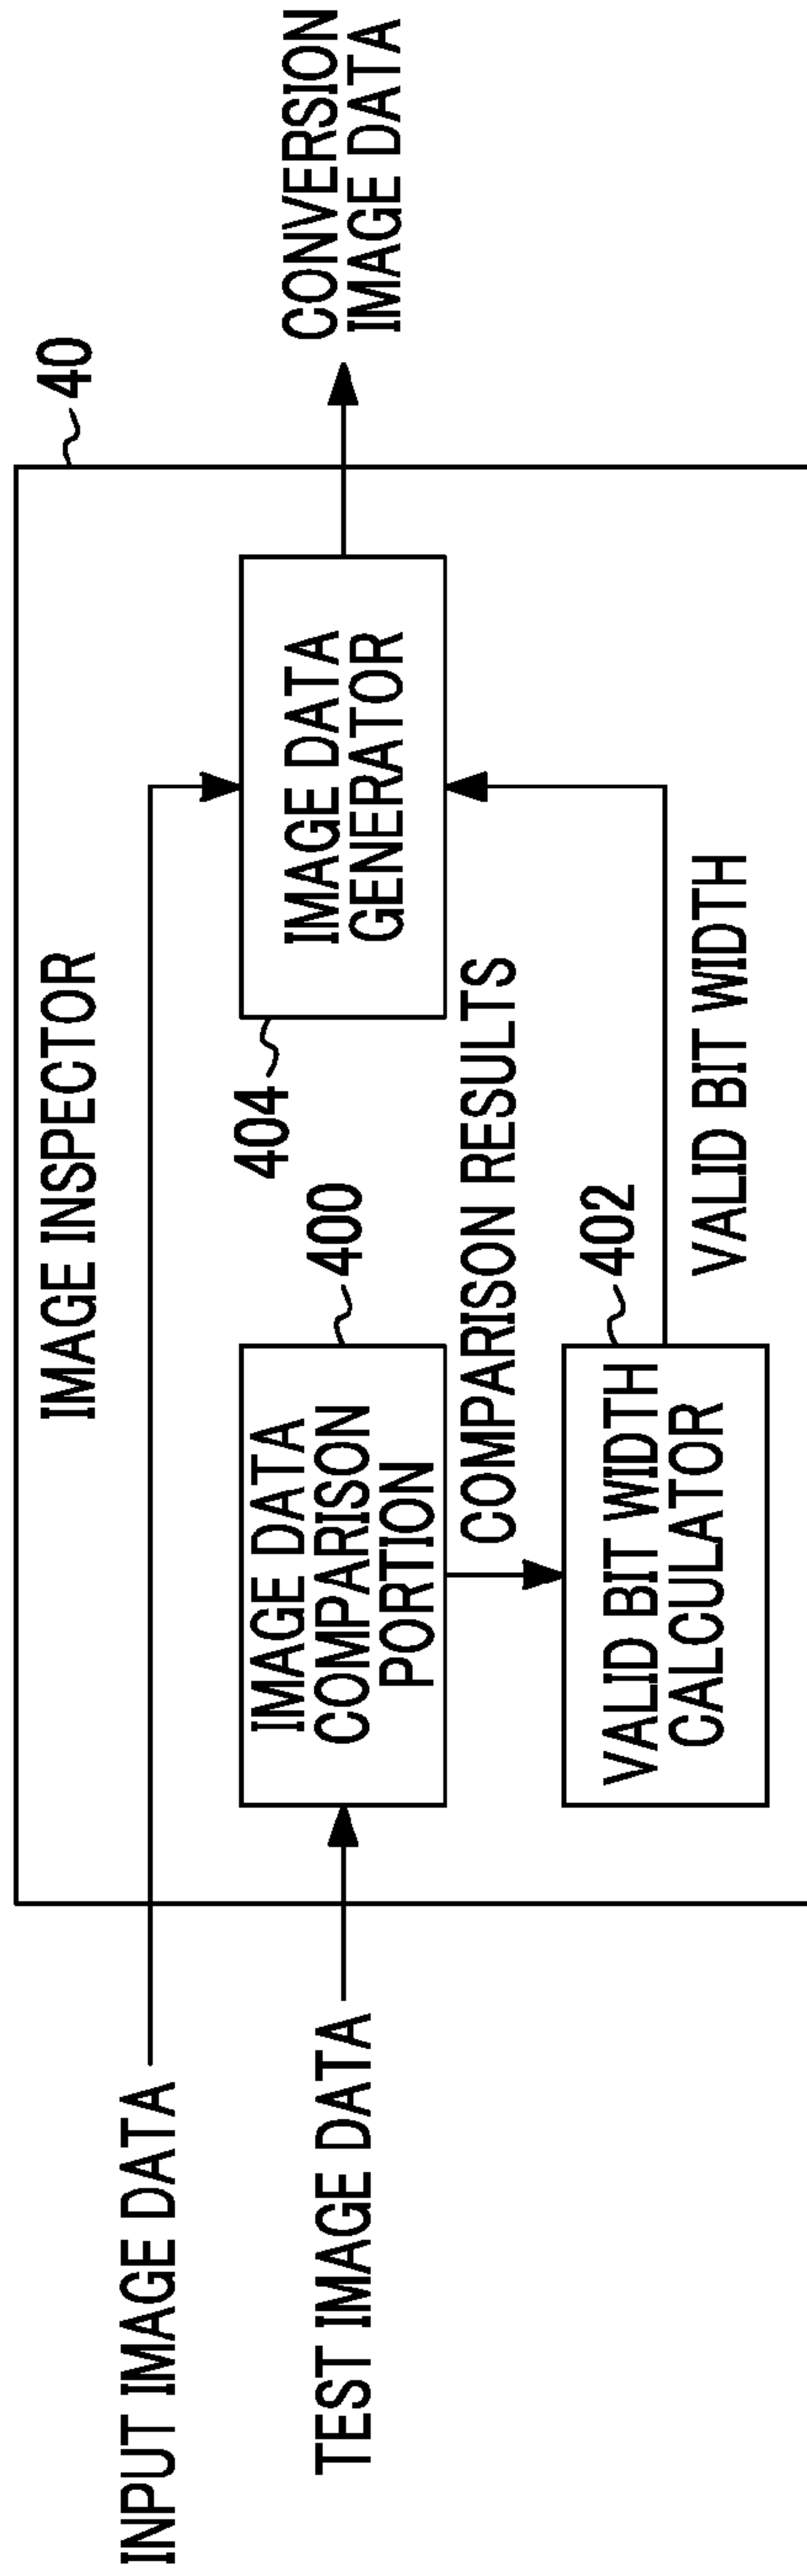 IMAGE INSPECTOR
40
INPUT IMAGE DATA
TEST IMAGE DATA
IMAGE DATA
COMPARISON
PORTION
400
404
IMAGE DATA
GENERATOR
CONVERSION
IMAGE DATA
COMPARISON RESULTS
VALID BIT WIDTH
CALCULATOR
402
VALID BIT WIDTH